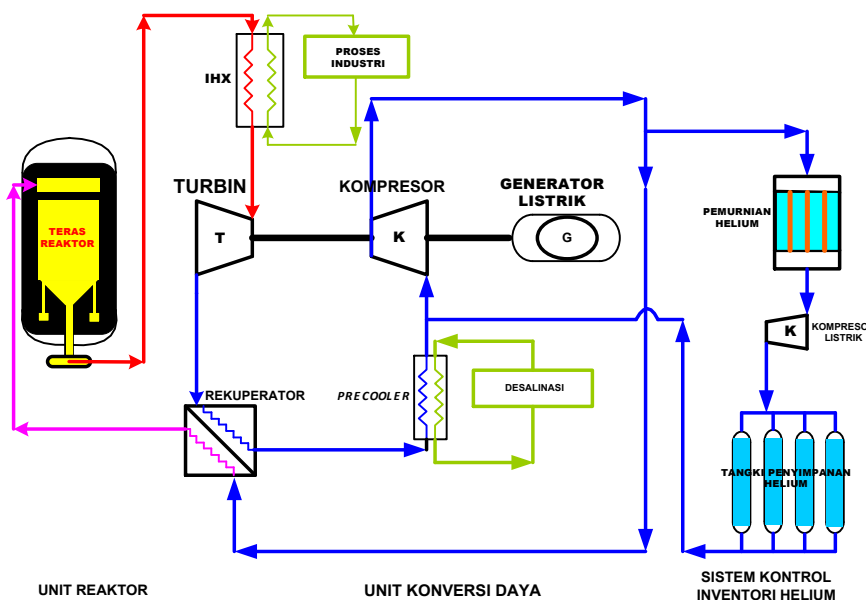 IHX
PROSES
INDUSTRI
TURBIN
KOMPRESOR
GENERATOR
LISTRIK
TERAS
REAKTOR
T
K
G
PEMURNIAN
HELIUM
K
KOMPRESOR
LISTRIK
REKUPERATOR
PRECOOLER
DESALINASI
TANGKI PENYIMPANAN
HELIUM
UNIT REAKTOR
UNIT KONVERSI DAYA
SISTEM KONTROL
INVENTORI HELIUM